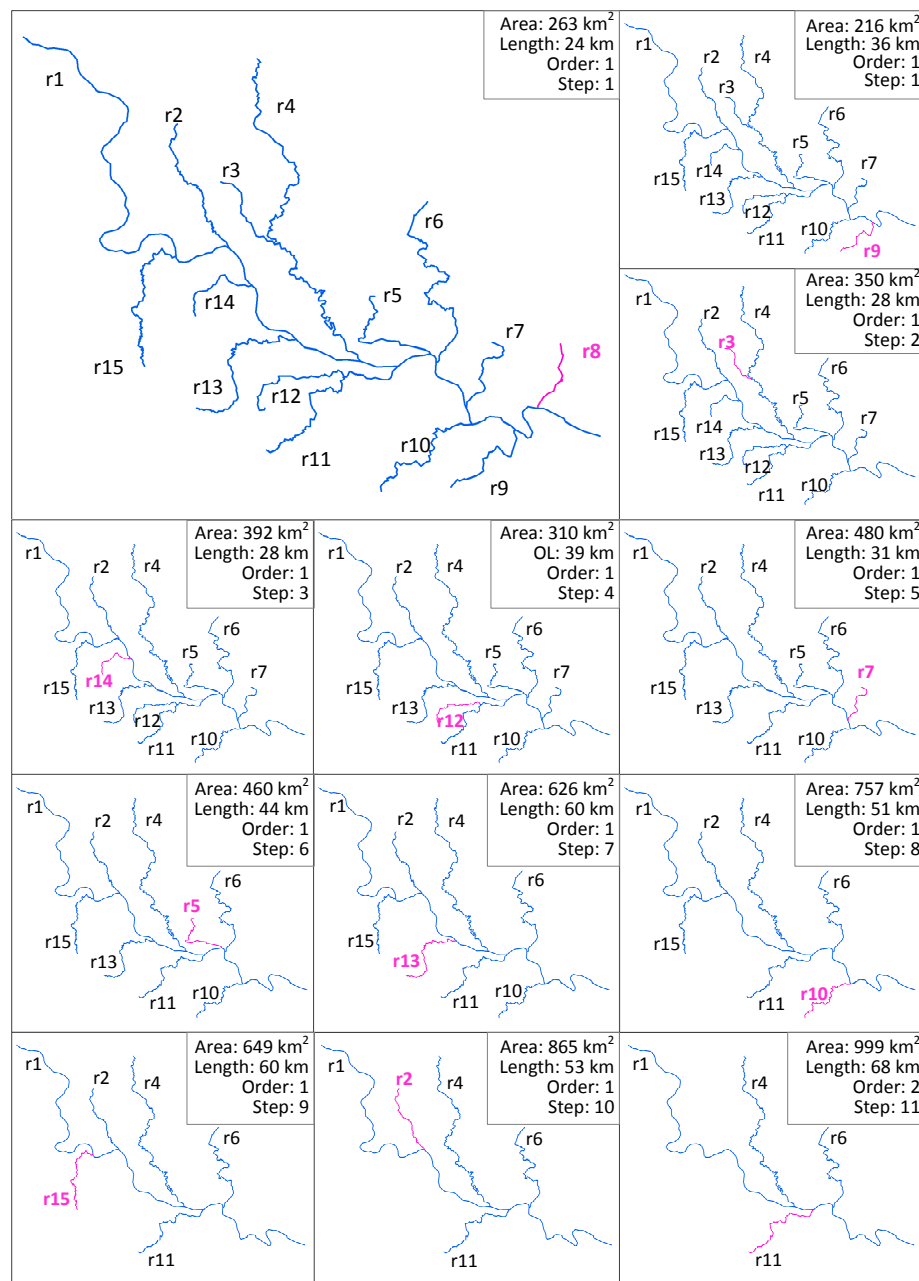 Area: 263 km²
Length: 24 km
Order: 1
Step: 1
r1
r2
r4
r3
r6
r5
r14
r7
r8
r15
r13
r12
r11
r10
r9
Area: 216 km²
Length: 36 km
Order: 1
Step: 1
r1
r2
r4
r3
r6
r5
r7
r14
r15
r13
r12
r11
r10
r9
Area: 350 km²
Length: 28 km
Order: 1
Step: 2
r1
r2
r4
r3
r6
r5
r7
r14
r15
r13
r12
r11
r10
Area: 392 km²
Length: 28 km
Order: 1
Step: 3
r1
r2
r4
r6
r5
r7
r14
r15
r13
r12
r11
r10
Area: 310 km²
OL: 39 km
Order: 1
Step: 4
r1
r2
r4
r6
r5
r7
r15
r13
r12
r11
r10
Area: 480 km²
Length: 31 km
Order: 1
Step: 5
r1
r2
r4
r6
r5
r7
r15
r13
r11
r10
Area: 460 km²
Length: 44 km
Order: 1
Step: 6
r1
r2
r4
r6
r5
r15
r13
r11
r10
Area: 626 km²
Length: 60 km
Order: 1
Step: 7
r1
r2
r4
r6
r15
r13
r11
r10
Area: 757 km²
Length: 51 km
Order: 1
Step: 8
r1
r2
r4
r6
r15
r11
r10
Area: 649 km²
Length: 60 km
Order: 1
Step: 9
r1
r2
r4
r6
r15
r11
Area: 865 km²
Length: 53 km
Order: 1
Step: 10
r1
r2
r4
r6
r11
Area: 999 km²
Length: 68 km
Order: 2
Step: 11
r1
r4
r6
r11